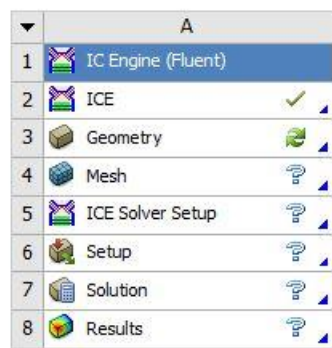 A
1 IC Engine (Fluent)
2 ICE
3 Geometry
4 Mesh
5 ICE Solver Setup
6 Setup
7 Solution
8 Results